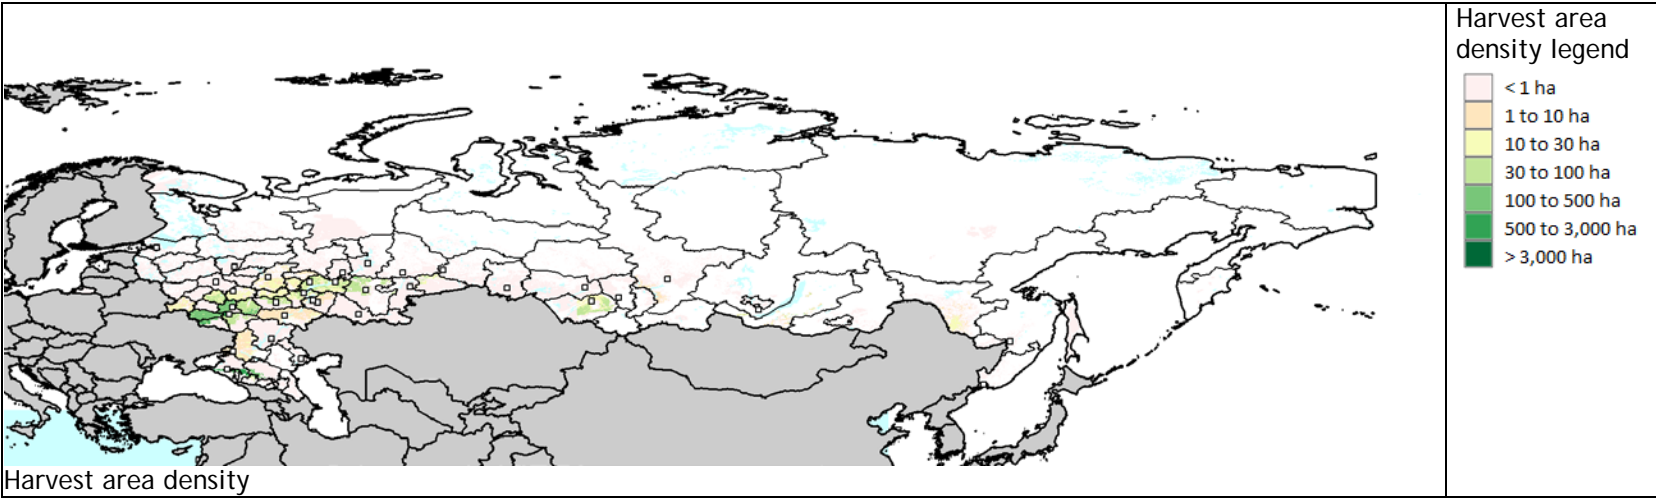 Harvest area
density legend
< 1 ha
1 to 10 ha
10 to 30 ha
30 to 100 ha
100 to 500 ha
500 to 3,000 ha
> 3,000 ha
Harvest area density